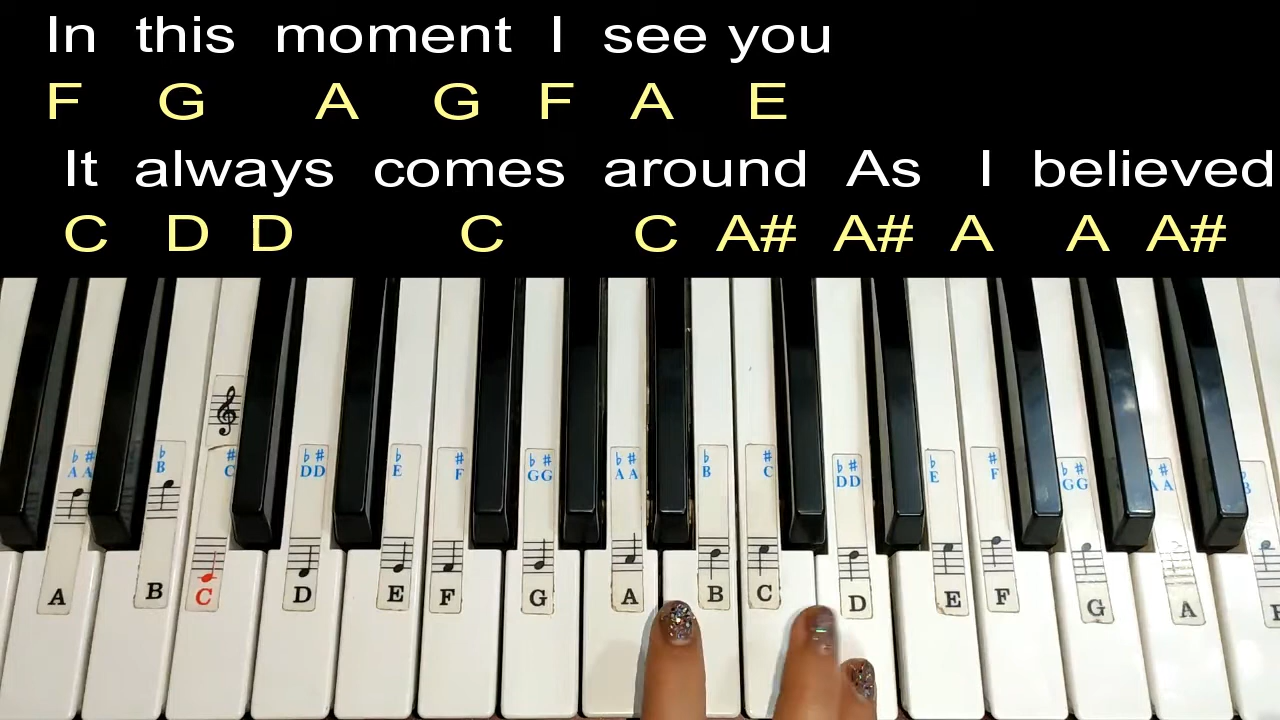 In this moment I see you
F G A G F A E
It always comes around As I believed
C D D C C A# A# A A A#
♭ ♯ ♭ ♯ ♭ ♯ ♭ ♯ ♭ ♯ ♭ ♯ ♭ ♯ ♭ ♯ ♭ ♯ ♭ ♯ ♭ ♯
A A B C D D E F G G A A B C D D E F G G A A B
A B C D E F G A B C D E F G A